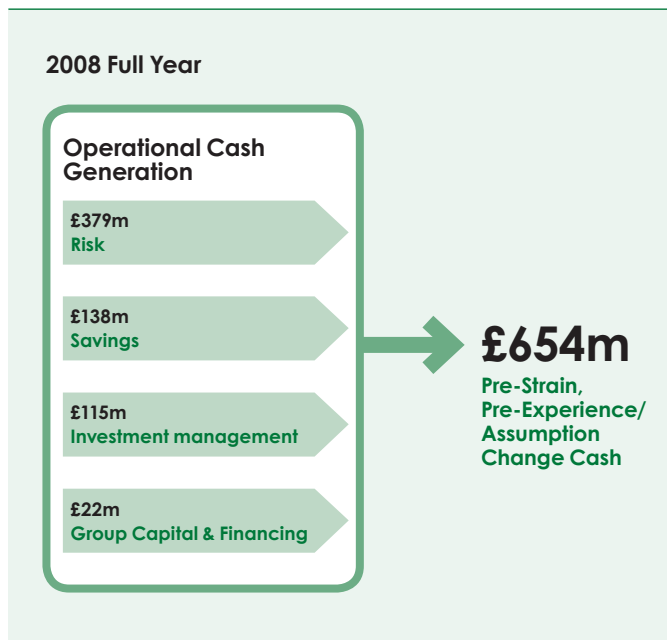 2008 Full Year
Operational Cash
Generation
£379m
Risk
£138m
Savings
£115m
Investment management
£22m
Group Capital & Financing
£654m
Pre-Strain,
Pre-Experience/
Assumption
Change Cash